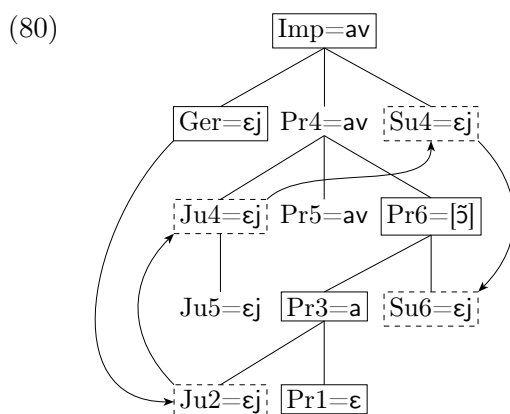 (80)
Imp=av
Ger=ɛj Pr4=av Su4=ɛj
Ju4=ɛj Pr5=av Pr6=[ɔ̃]
Ju5=ɛj Pr3=a Su6=ɛj
Ju2=ɛj Pr1=ɛ